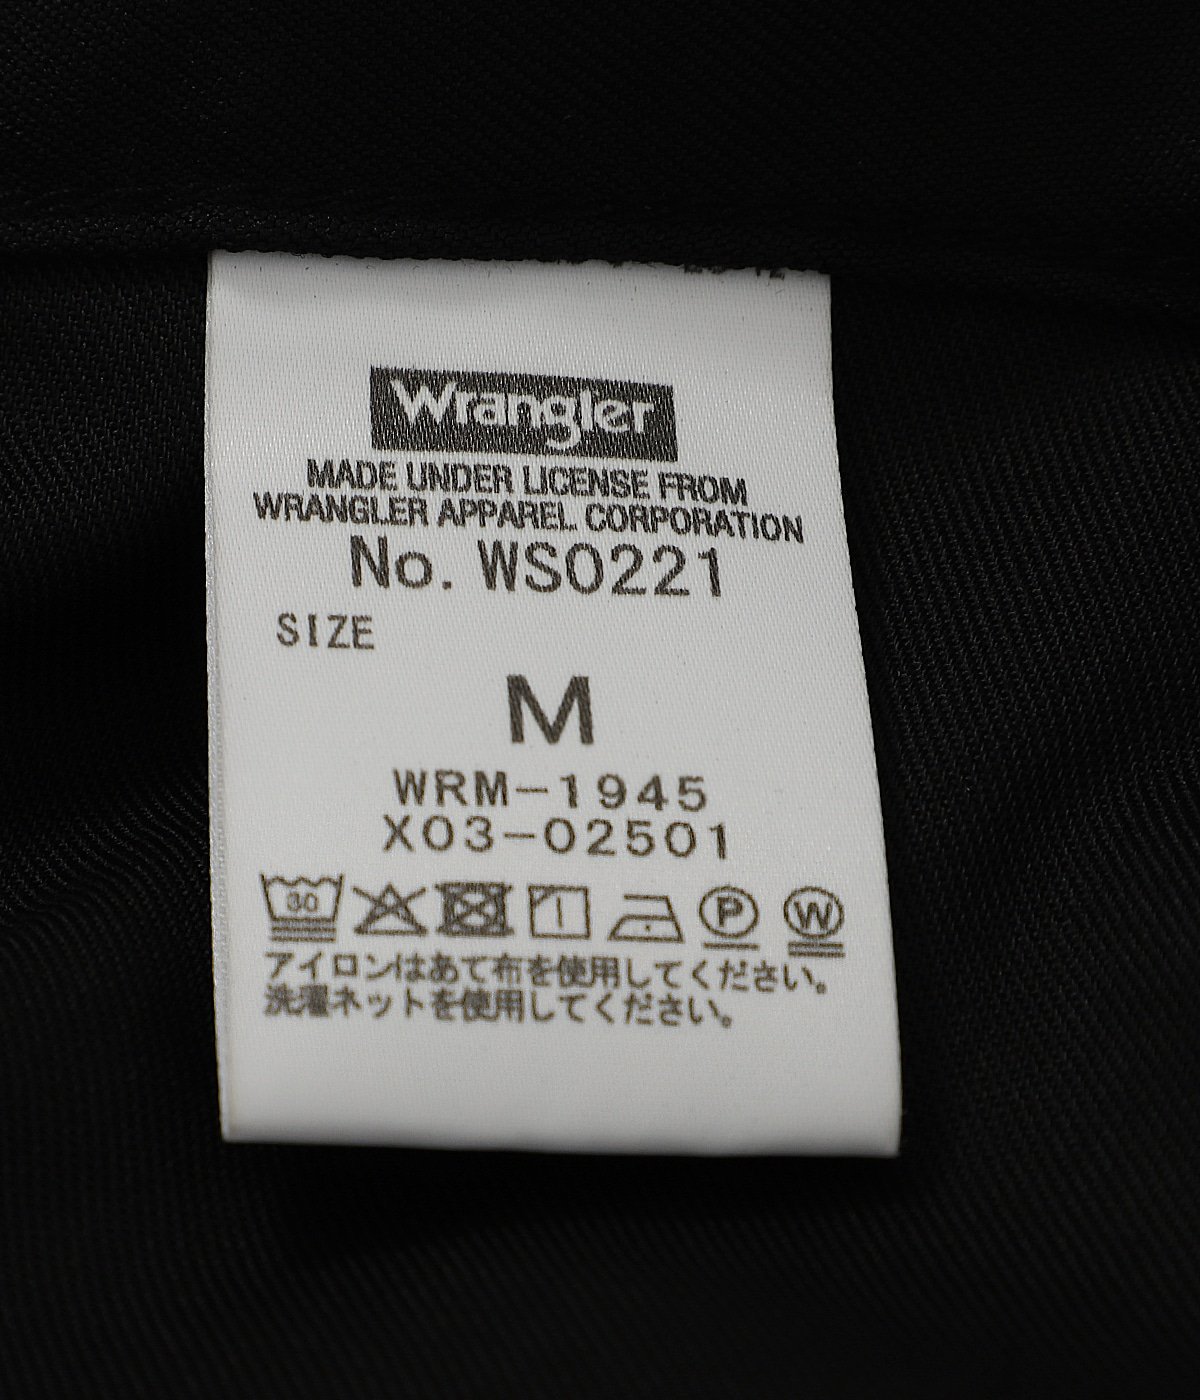 Wrangler
MADE UNDER LICENSE FROM
WRANGLER APPAREL CORPORATION
No. WS0221
SIZE
M
WRM-1945
X03-02501
30 P W
アイロンはあて布を使用してください。
洗濯ネットを使用してください。